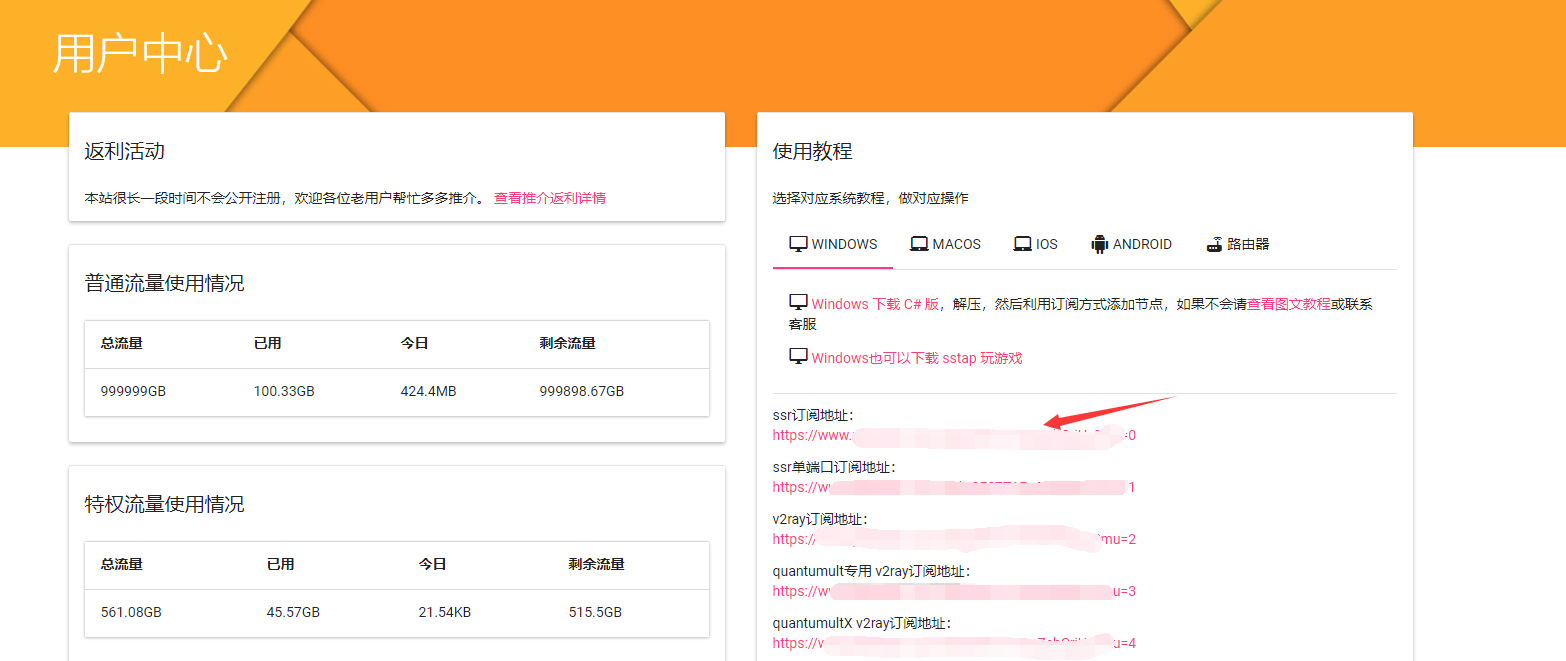 用户中心
返利活动
本站很长一段时间不会公开注册，欢迎各位老用户帮忙多多推介。 查看推介返利详情
普通流量使用情况
总流量 已用 今日 剩余流量
999999GB 100.33GB 424.4MB 999898.67GB
特权流量使用情况
总流量 已用 今日 剩余流量
561.08GB 45.57GB 21.54KB 515.5GB
使用教程
选择对应系统教程，做对应操作
WINDOWS MACOS IOS ANDROID 路由器
Windows 下载 C# 版，解压，然后利用订阅方式添加节点，如果不会请查看图文教程或联系
客服
Windows也可以下载 sstap 玩游戏
ssr订阅地址：
https://www. =0
ssr单端口订阅地址：
https://w 1
v2ray订阅地址：
https:// mu=2
quantumult专用 v2ray订阅地址：
https://w u=3
quantumultX v2ray订阅地址：
https://v u=4